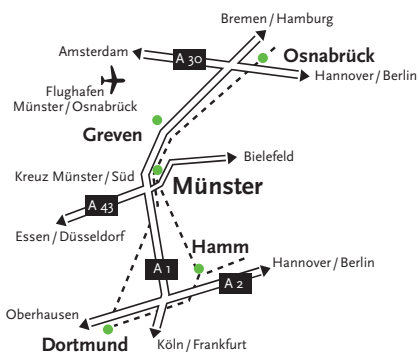 Bremen / Hamburg
Amsterdam
A 30
Osnabrück
Hannover / Berlin
Flughafen
Münster / Osnabrück
Greven
Bielefeld
Kreuz Münster / Süd
Münster
A 43
Essen / Düsseldorf
Hamm
A 1
Hannover / Berlin
A 2
Oberhausen
Dortmund
Köln / Frankfurt